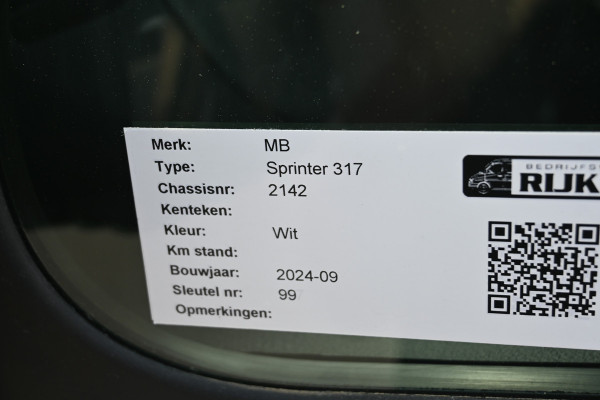 Merk: MB
Type: Sprinter 317
Chassisnr: 2142
Kenteken:
Kleur: Wit
Km stand:
Bouwjaar: 2024-09
Sleutel nr: 99
Opmerkingen:
RIJK